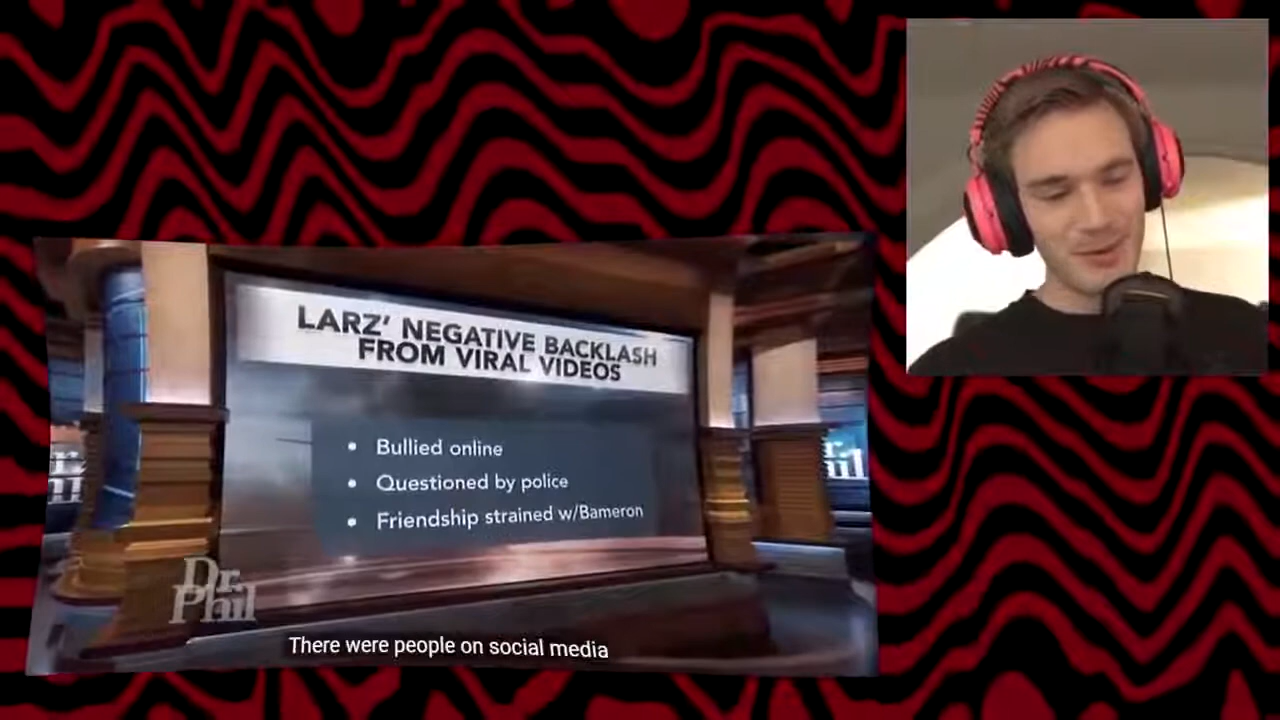 LARZ' NEGATIVE BACKLASH
FROM VIRAL VIDEOS
• Bullied online
• Questioned by police
• Friendship strained w/Bameron
Dr.
Phil
There were people on social media